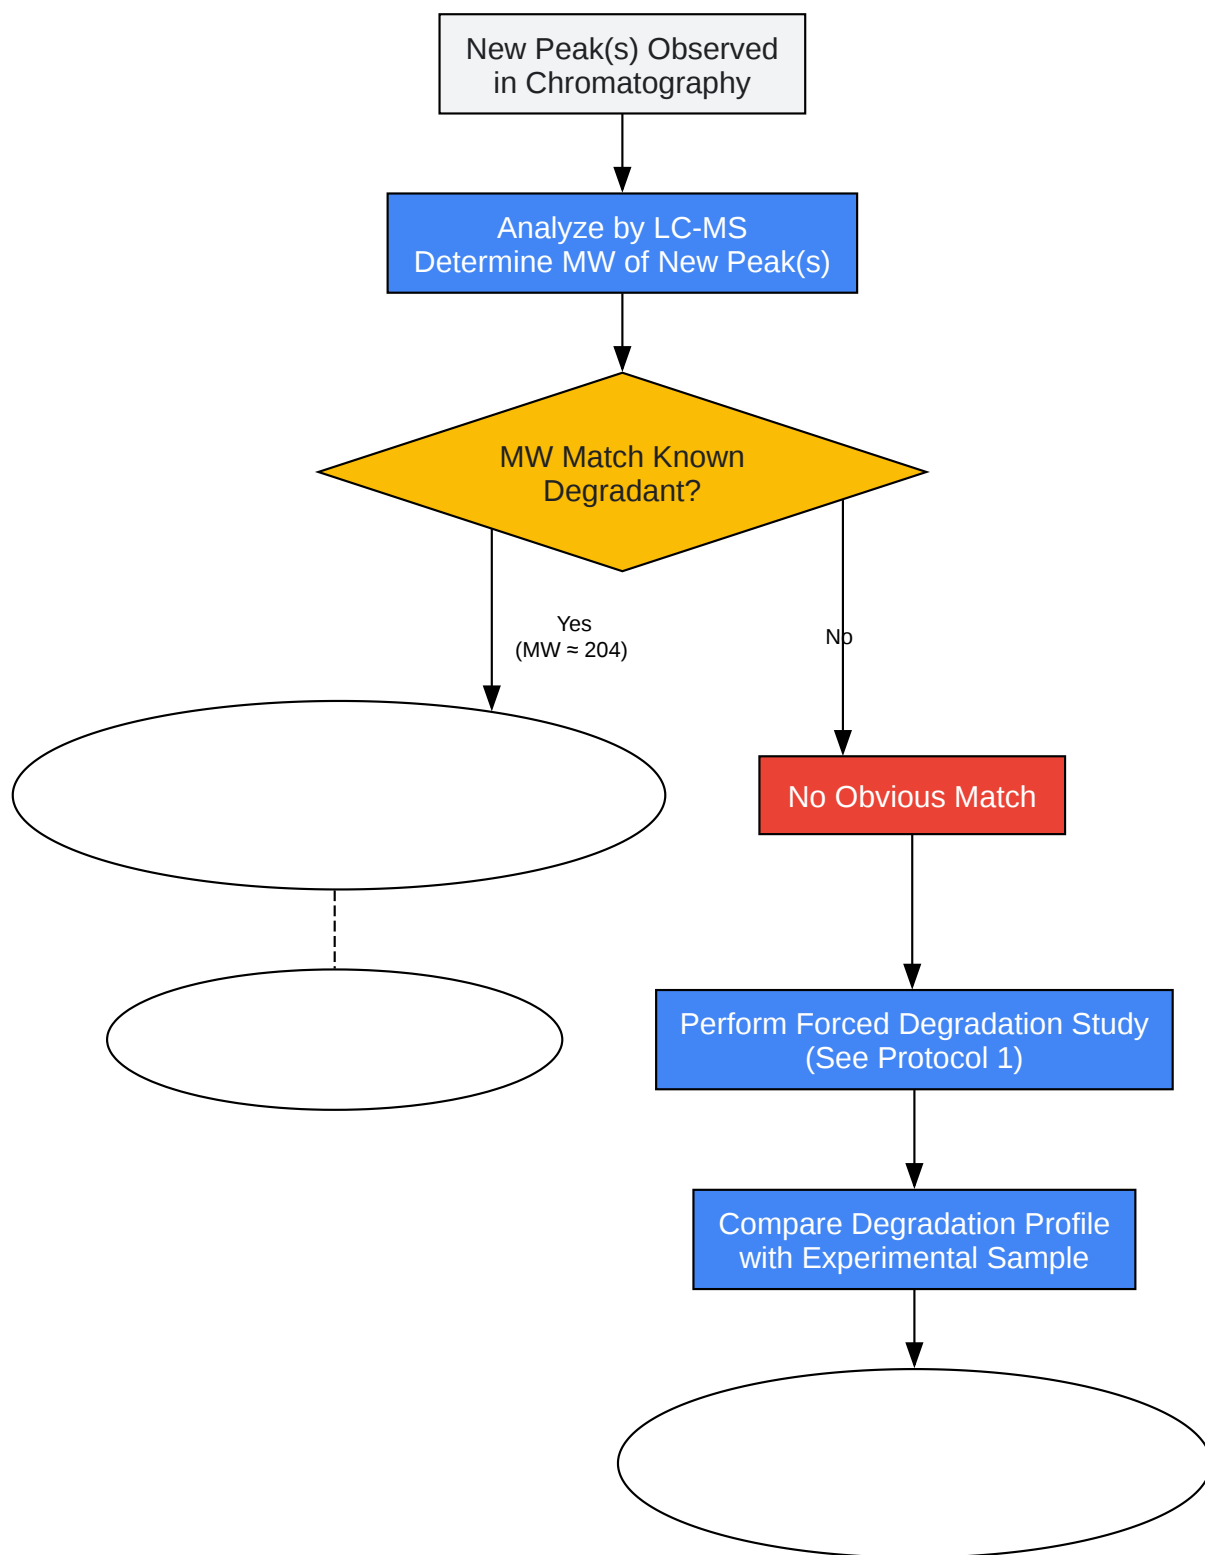 New Peak(s) Observed
in Chromatography
Analyze by LC-MS
Determine MW of New Peak(s)
MW Match Known
Degradant?
Yes
(MW ≈ 204)
No
No Obvious Match
Perform Forced Degradation Study
(See Protocol 1)
Compare Degradation Profile
with Experimental Sample